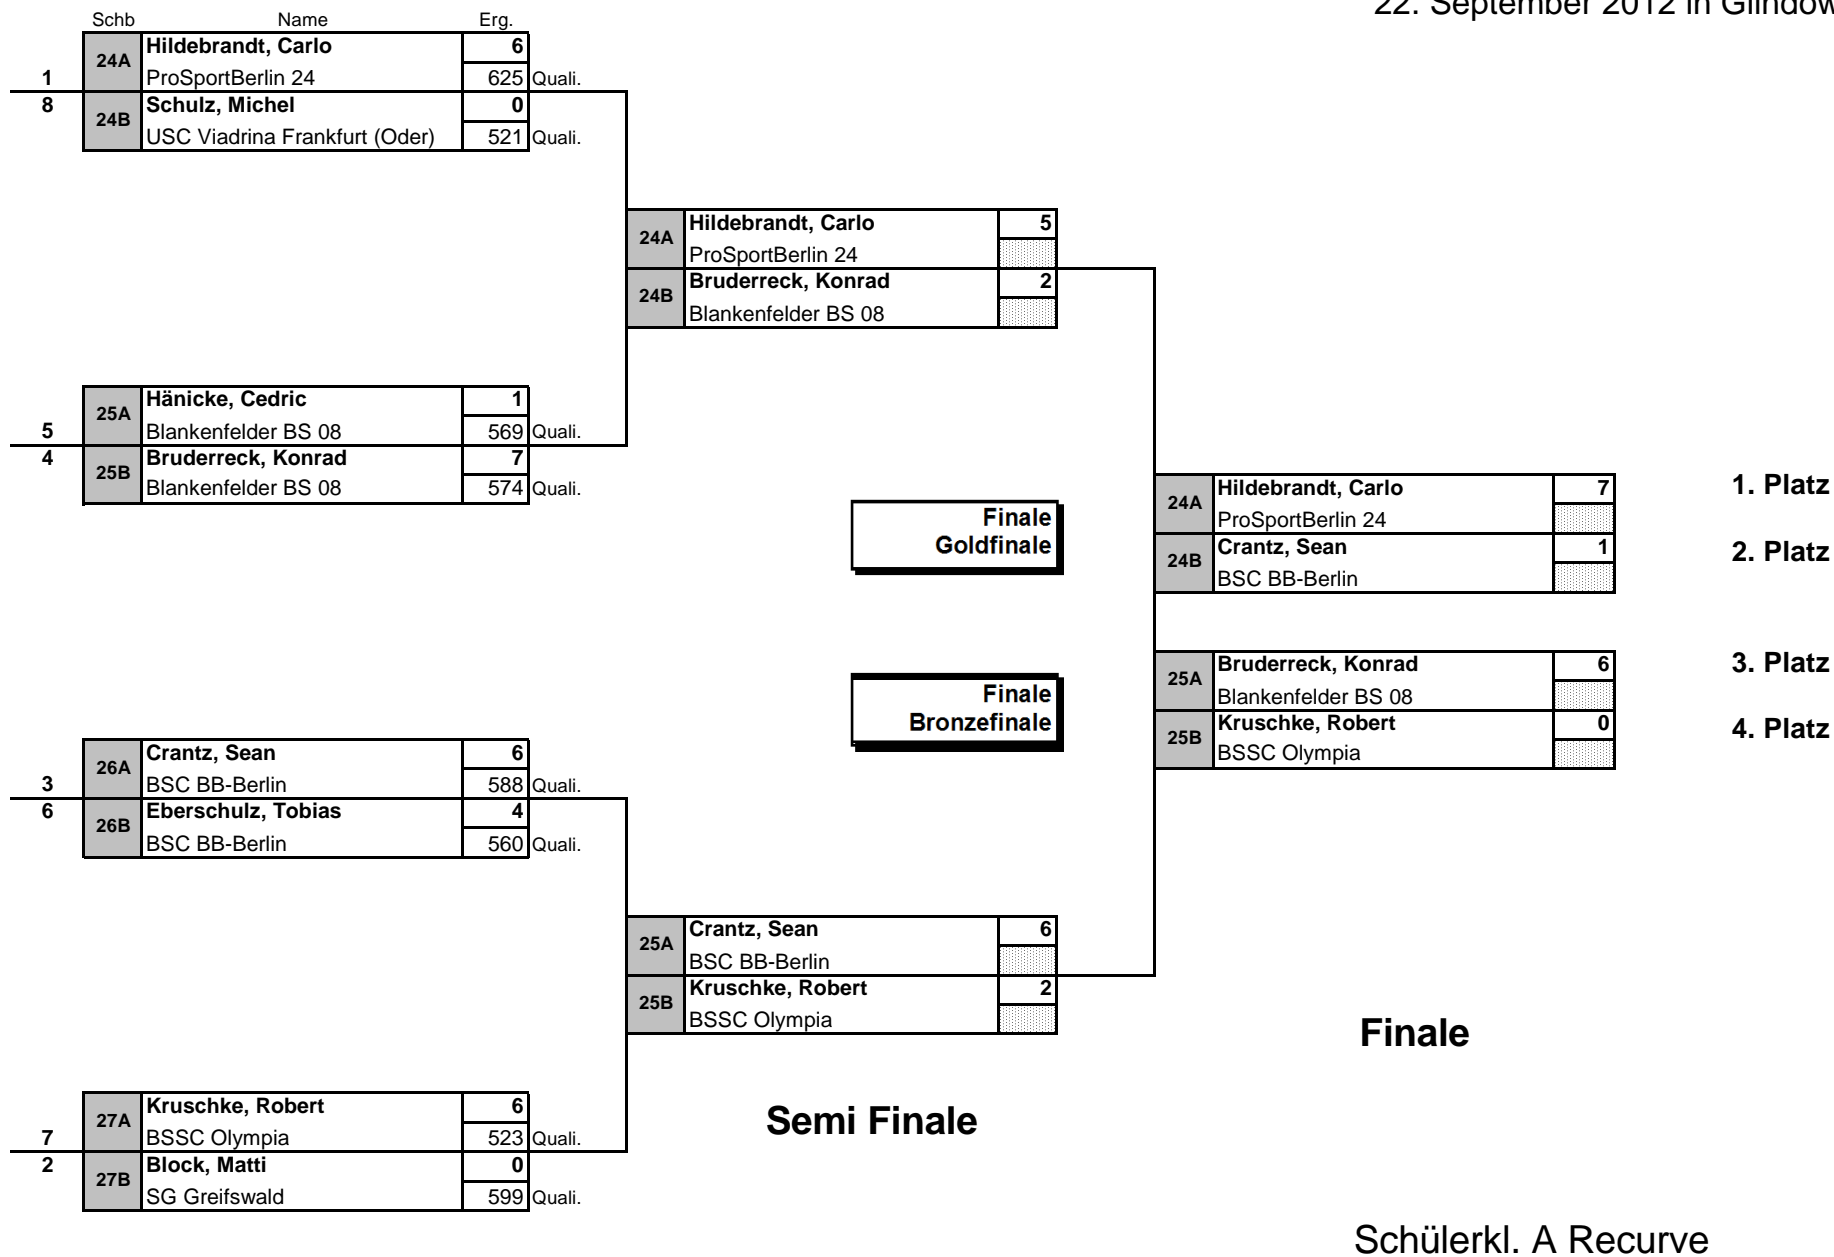 22. September 2012 in Glindow
Schb Name Erg.
24A Hildebrandt, Carlo 6
1 ProSportBerlin 24 625 Quali.
8 24B Schulz, Michel 0
USC Viadrina Frankfurt (Oder) 521 Quali.
24A Hildebrandt, Carlo 5
ProSportBerlin 24
24B Bruderreck, Konrad 2
Blankenfelder BS 08
25A Hänicke, Cedric 1
5 Blankenfelder BS 08 569 Quali.
4 25B Bruderreck, Konrad 7
Blankenfelder BS 08 574 Quali.
Finale
Goldfinale
24A Hildebrandt, Carlo 7 1. Platz
ProSportBerlin 24
24B Crantz, Sean 1 2. Platz
BSC BB-Berlin
Finale
Bronzefinale
25A Bruderreck, Konrad 6 3. Platz
Blankenfelder BS 08
25B Kruschke, Robert 0 4. Platz
BSSC Olympia
26A Crantz, Sean 6
3 BSC BB-Berlin 588 Quali.
6 26B Eberschulz, Tobias 4
BSC BB-Berlin 560 Quali.
25A Crantz, Sean 6
BSC BB-Berlin
25B Kruschke, Robert 2
BSSC Olympia
Finale
27A Kruschke, Robert 6
7 BSSC Olympia 523 Quali.
2 27B Block, Matti 0
SG Greifswald 599 Quali.
Semi Finale
Schülerkl. A Recurve